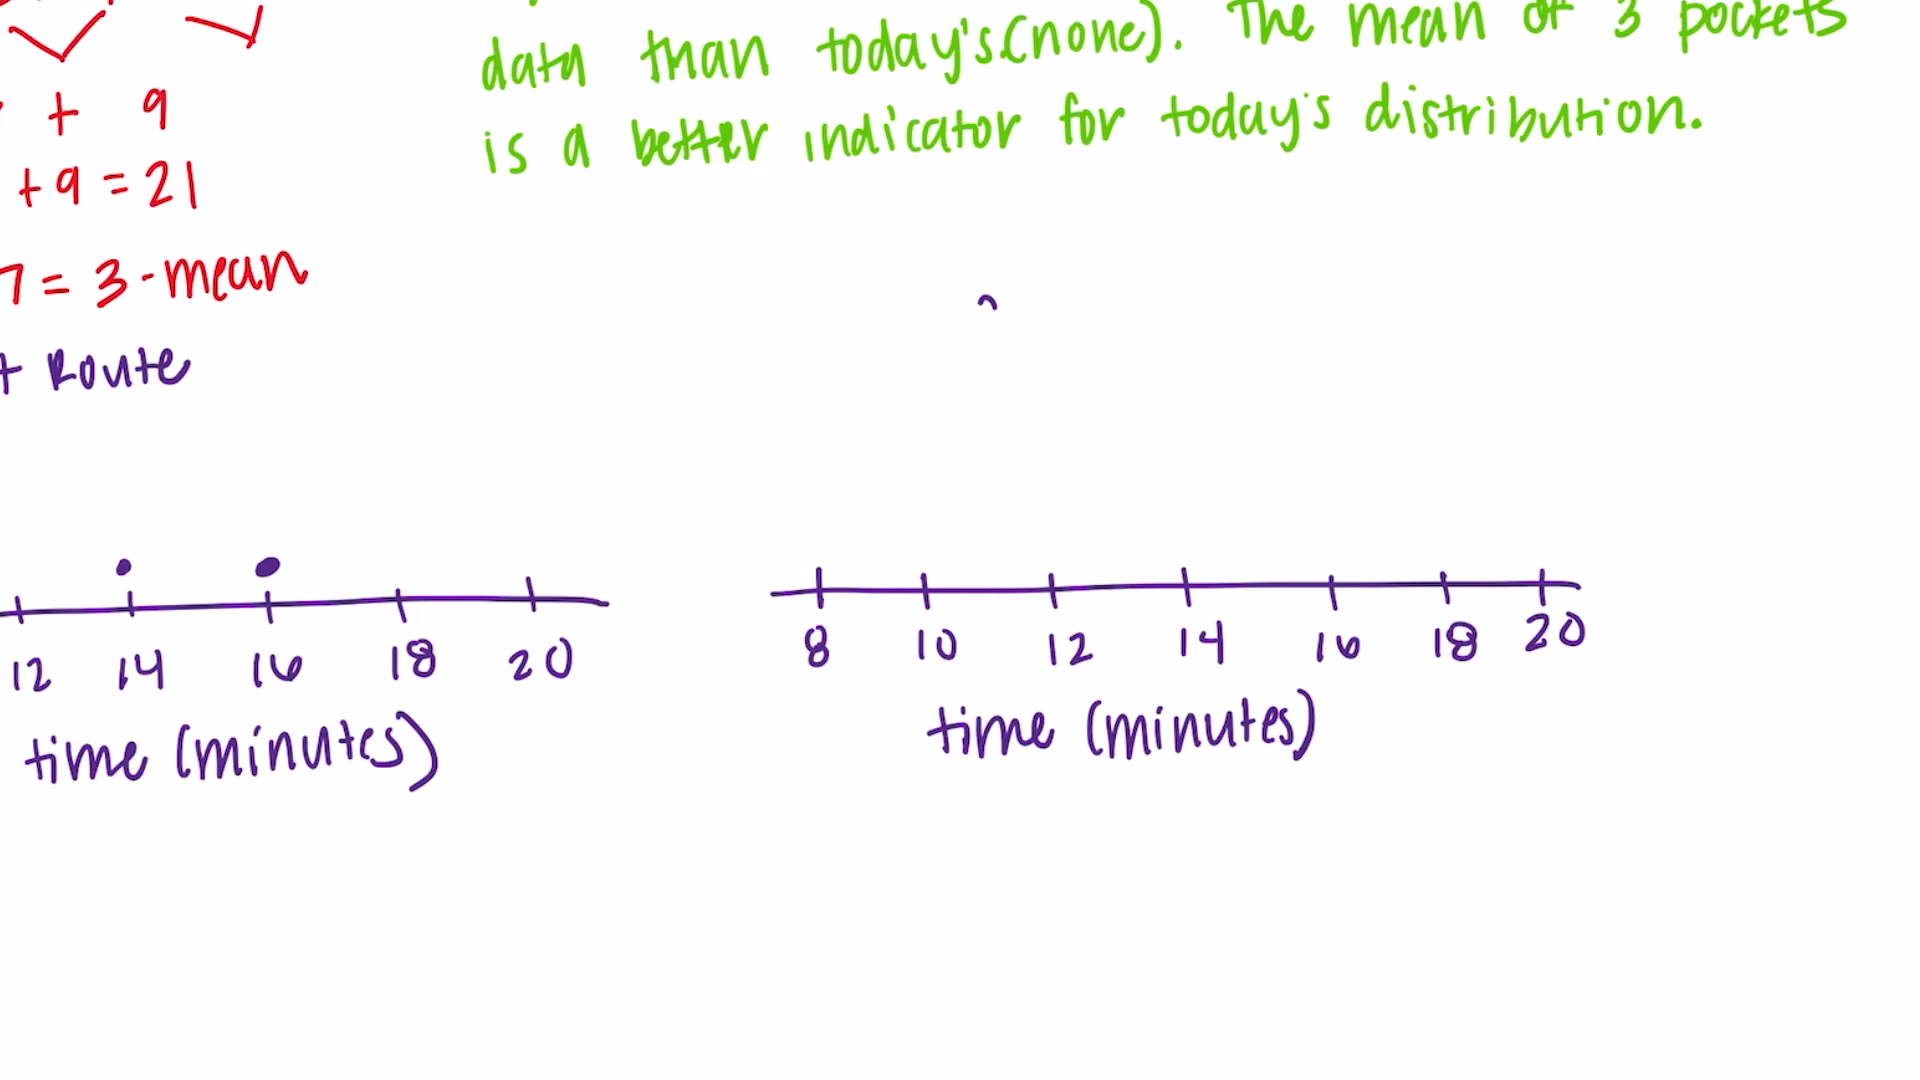 data than today's (none). The mean of 3 pockets
is a better indicator for today's distribution.
+ 9
+9 = 21
7 = 3 - mean
Route
12 14 16 18 20
time (minutes)
8 10 12 14 16 18 20
time (minutes)